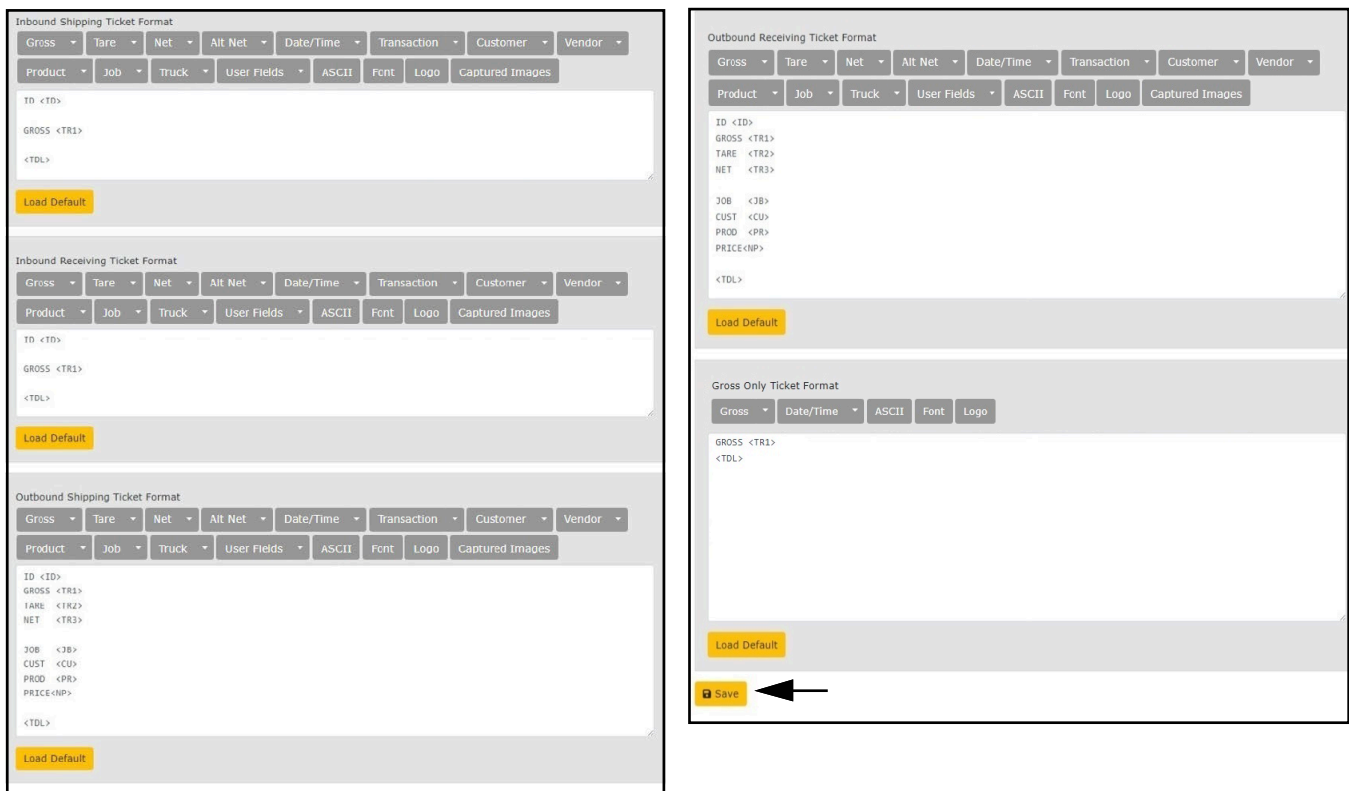 Inbound Shipping Ticket Format
Gross Tare Net Alt Net Date/Time Transaction Customer Vendor
Product Job Truck User Fields ASCII Font Logo Captured Images
ID <ID>
GROSS <TR1>
<TDL>
Load Default
Inbound Receiving Ticket Format
Gross Tare Net Alt Net Date/Time Transaction Customer Vendor
Product Job Truck User Fields ASCII Font Logo Captured Images
ID <ID>
GROSS <TR1>
<TDL>
Load Default
Outbound Shipping Ticket Format
Gross Tare Net Alt Net Date/Time Transaction Customer Vendor
Product Job Truck User Fields ASCII Font Logo Captured Images
ID <ID>
GROSS <TR1>
TARE <TR2>
NET <TR3>
JOB <JB>
CUST <CU>
PROD <PR>
PRICE<NP>
<TDL>
Load Default
Outbound Receiving Ticket Format
Gross Tare Net Alt Net Date/Time Transaction Customer Vendor
Product Job Truck User Fields ASCII Font Logo Captured Images
ID <ID>
GROSS <TR1>
TARE <TR2>
NET <TR3>
JOB <JB>
CUST <CU>
PROD <PR>
PRICE<NP>
<TDL>
Load Default
Gross Only Ticket Format
Gross Date/Time ASCII Font Logo
GROSS <TR1>
<TDL>
Load Default
Save